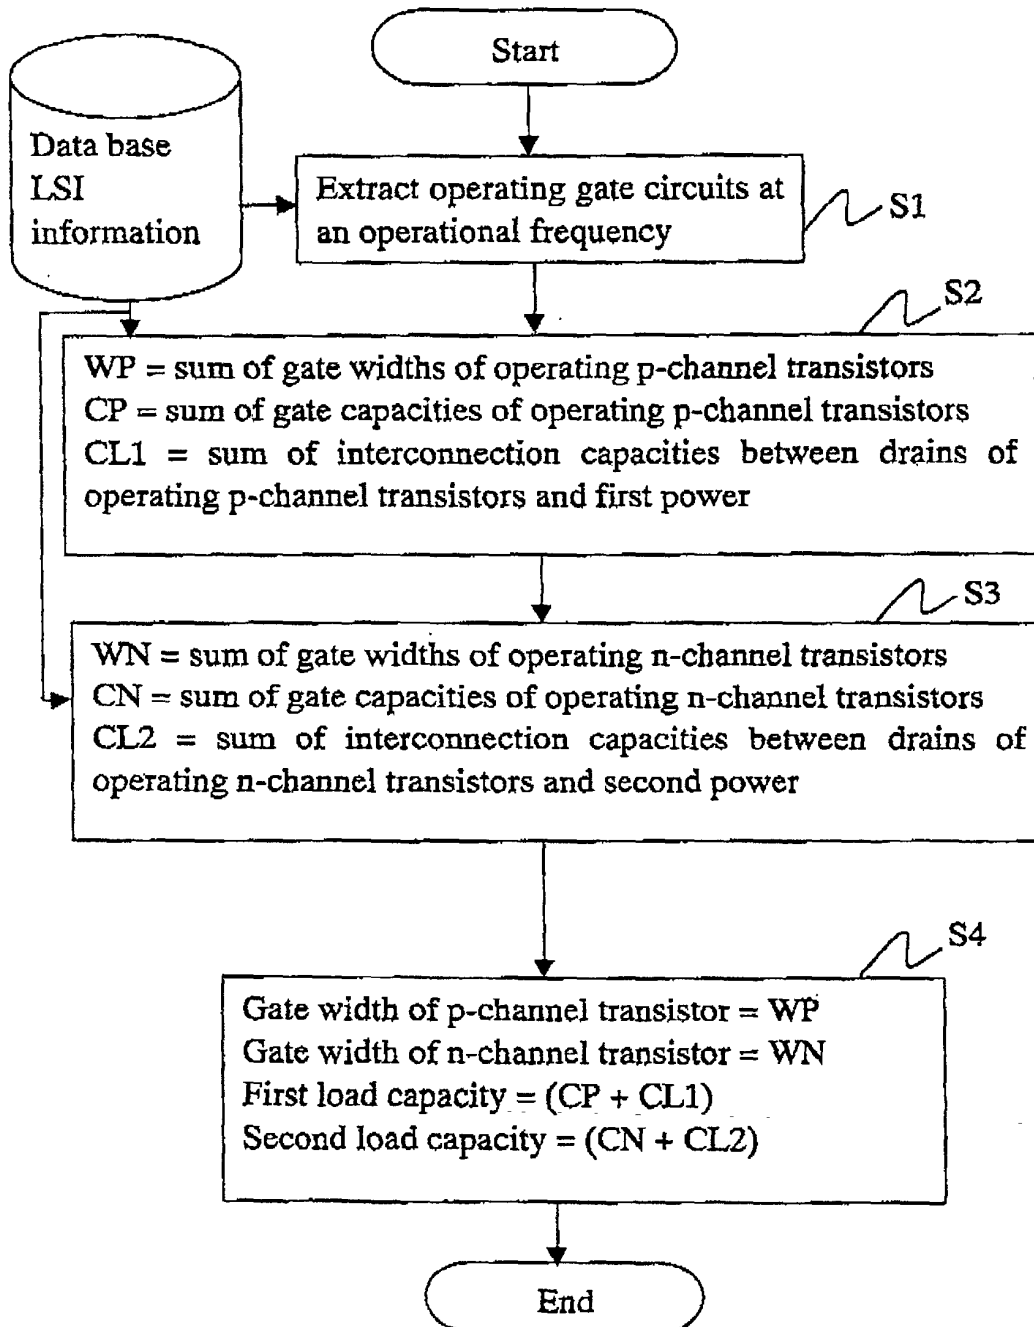 Start
Data base
LSI
information
Extract operating gate circuits at
an operational frequency
S1
S2
WP = sum of gate widths of operating p-channel transistors
CP = sum of gate capacities of operating p-channel transistors
CL1 = sum of interconnection capacities between drains of
operating p-channel transistors and first power
S3
WN = sum of gate widths of operating n-channel transistors
CN = sum of gate capacities of operating n-channel transistors
CL2 = sum of interconnection capacities between drains of
operating n-channel transistors and second power
S4
Gate width of p-channel transistor = WP
Gate width of n-channel transistor = WN
First load capacity = (CP + CL1)
Second load capacity = (CN + CL2)
End